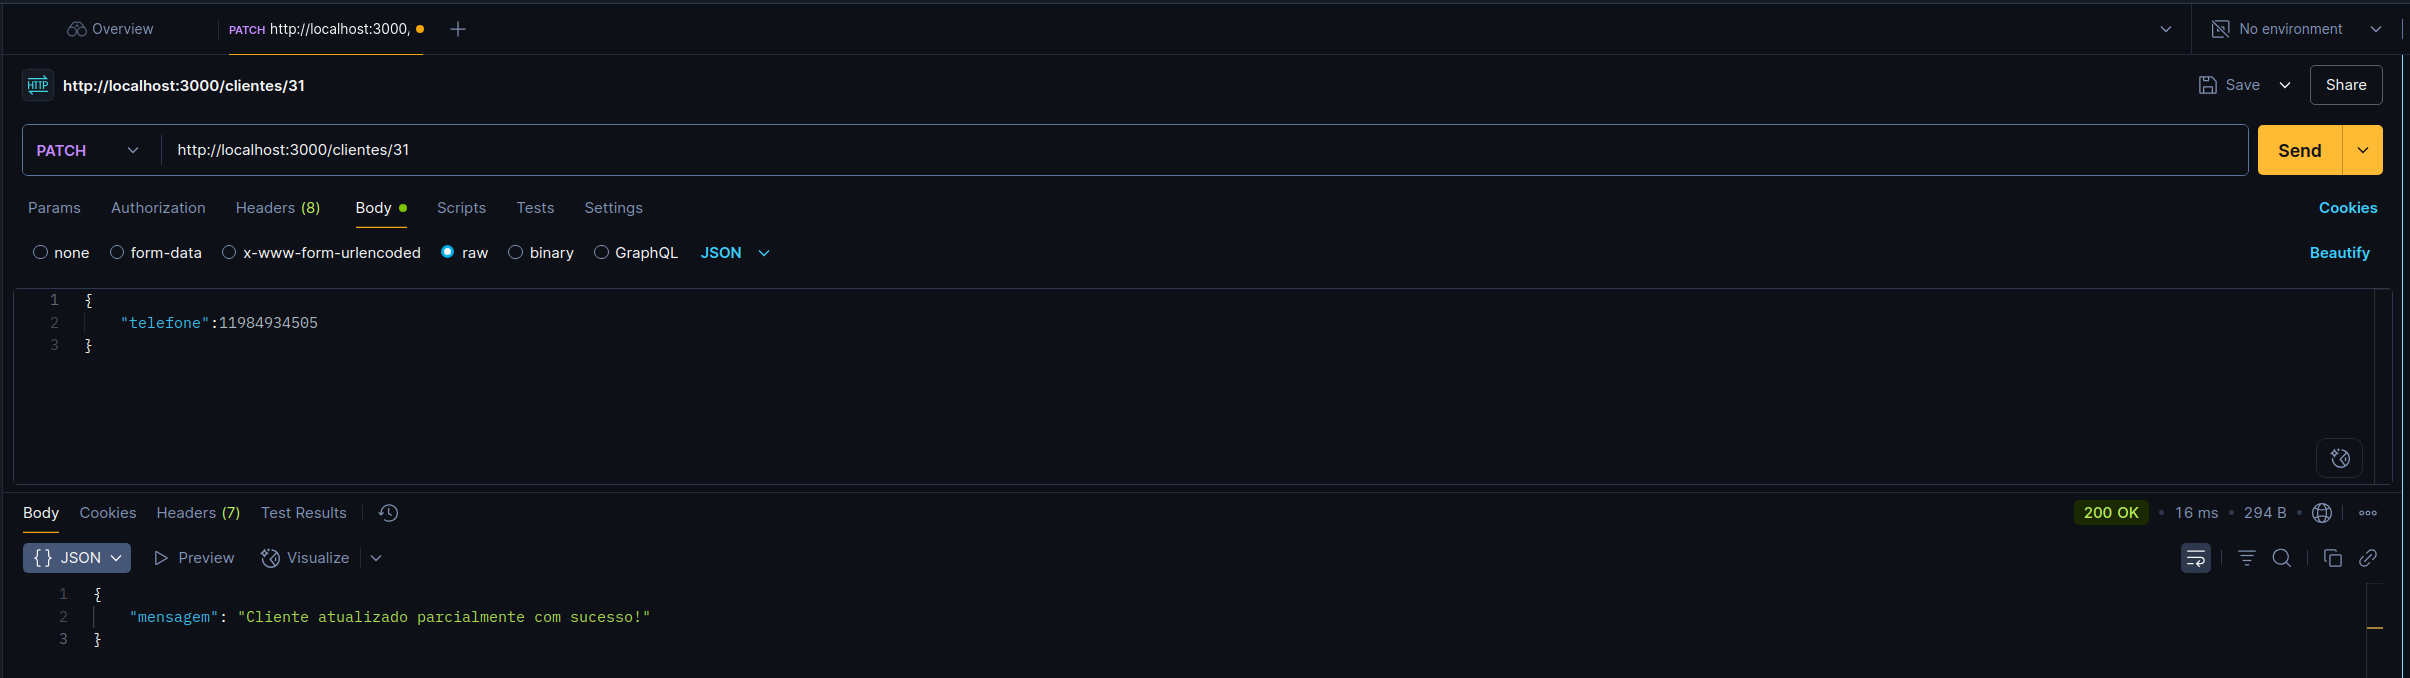 Overview PATCH http://localhost:3000, No environment
HTTP http://localhost:3000/clientes/31 Save Share
PATCH http://localhost:3000/clientes/31 Send
Params Authorization Headers (8) Body Scripts Tests Settings Cookies
none form-data x-www-form-urlencoded raw binary GraphQL JSON Beautify
1 {
2 "telefone":11984934505
3 }
Body Cookies Headers (7) Test Results 200 OK • 16 ms • 294 B •
{} JSON Preview Visualize
1 {
2 "mensagem": "Cliente atualizado parcialmente com sucesso!"
3 }